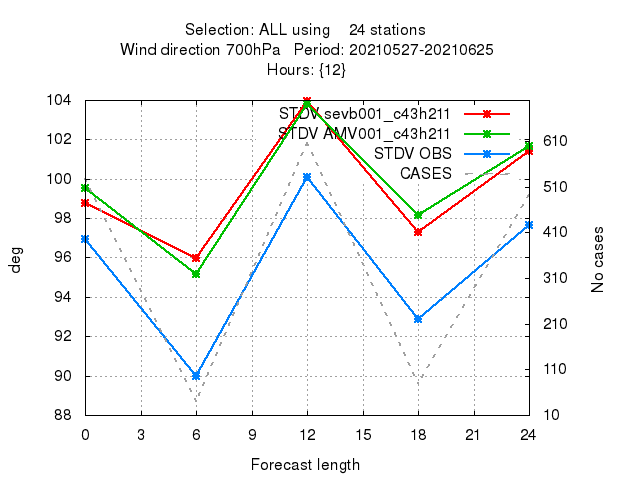 Selection: ALL using 24 stations
Wind direction 700hPa Period: 20210527-20210625
Hours: {12}
STDV sevb001_c43h211
STDV AMV001_c43h211
STDV OBS
CASES
104
102
100
98
96
94
92
90
88
610
510
410
310
210
110
10
deg
No cases
0 3 6 9 12 15 18 21 24
Forecast length